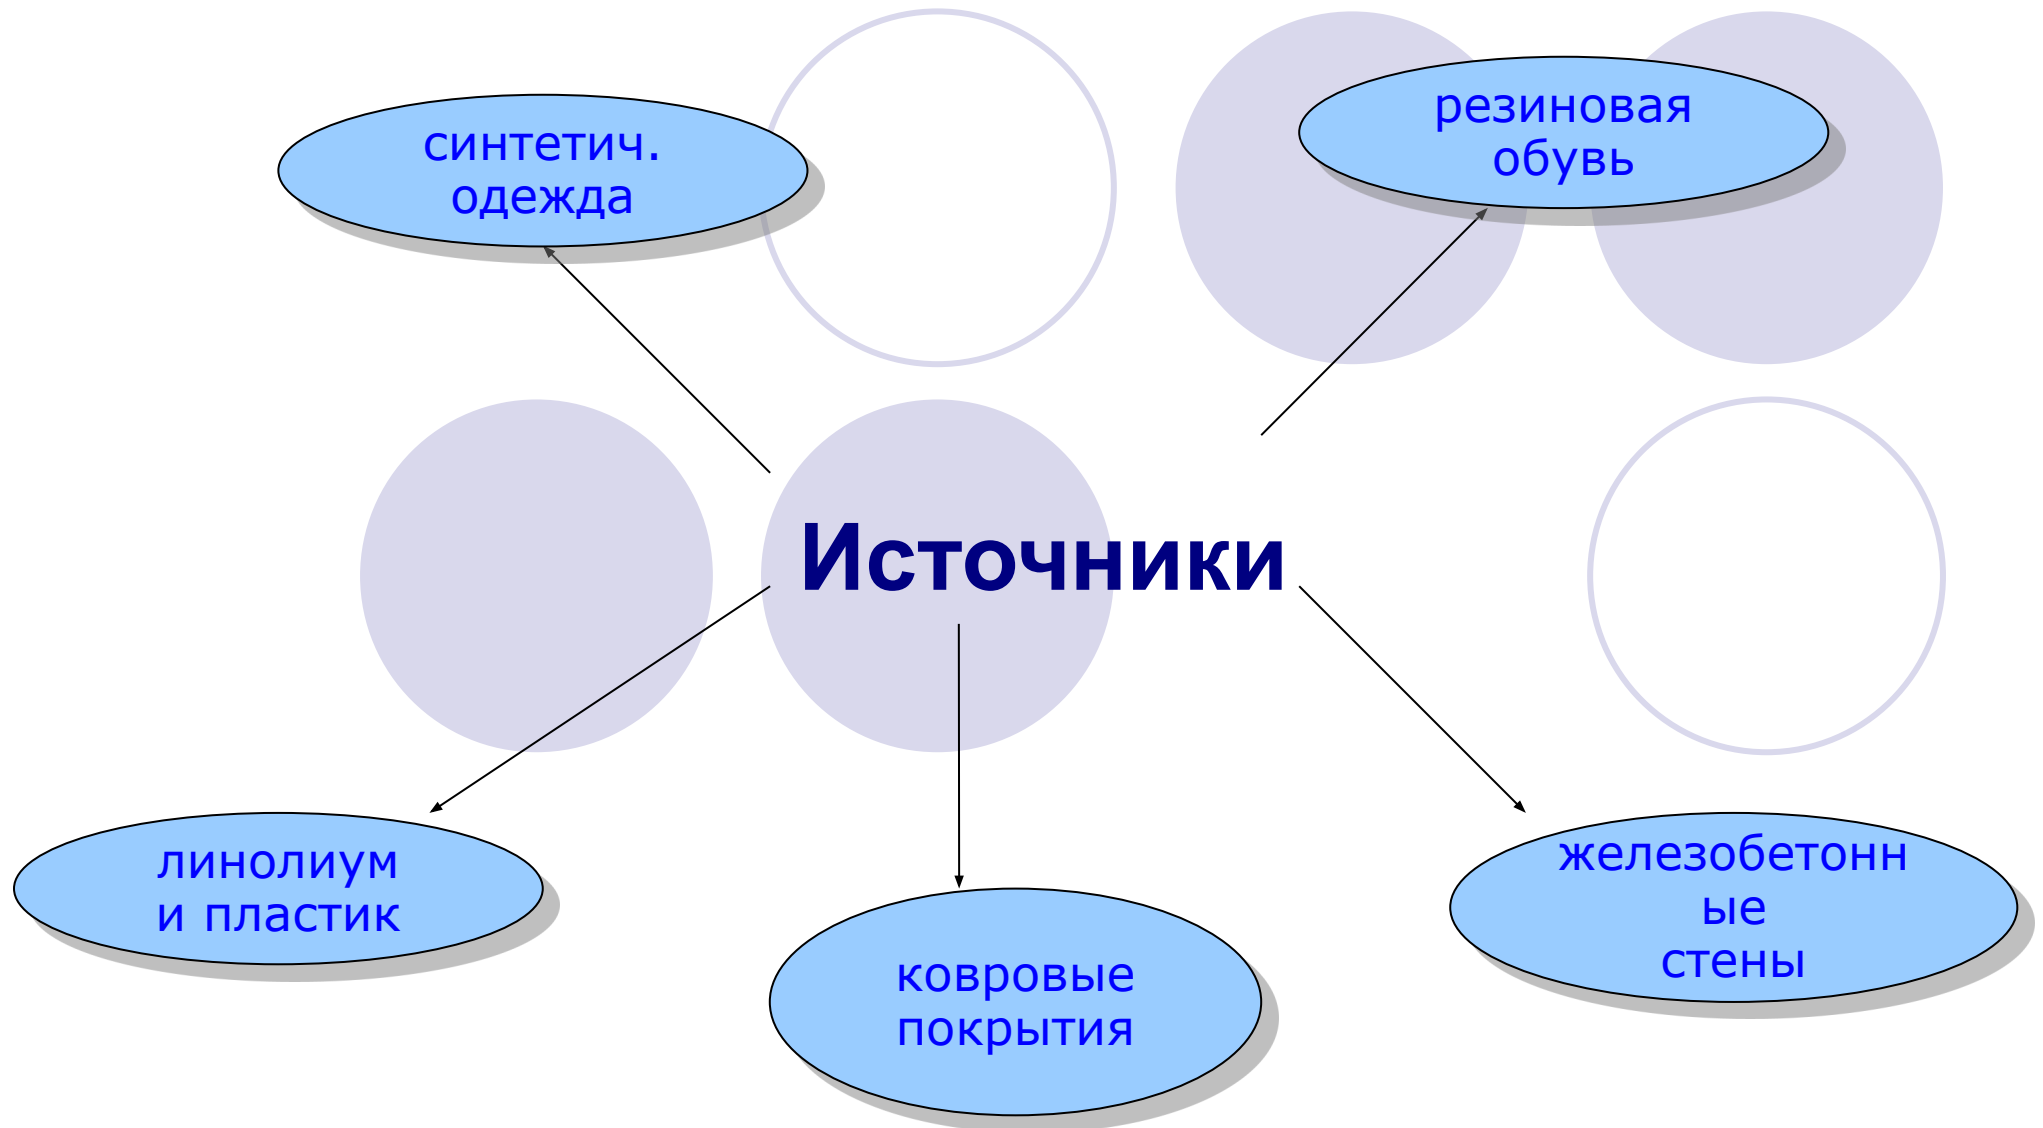 синтетич.
одежда
резиновая
обувь
Источники
линолиум
и пластик
ковровые
покрытия
железобетонн
ые
стены